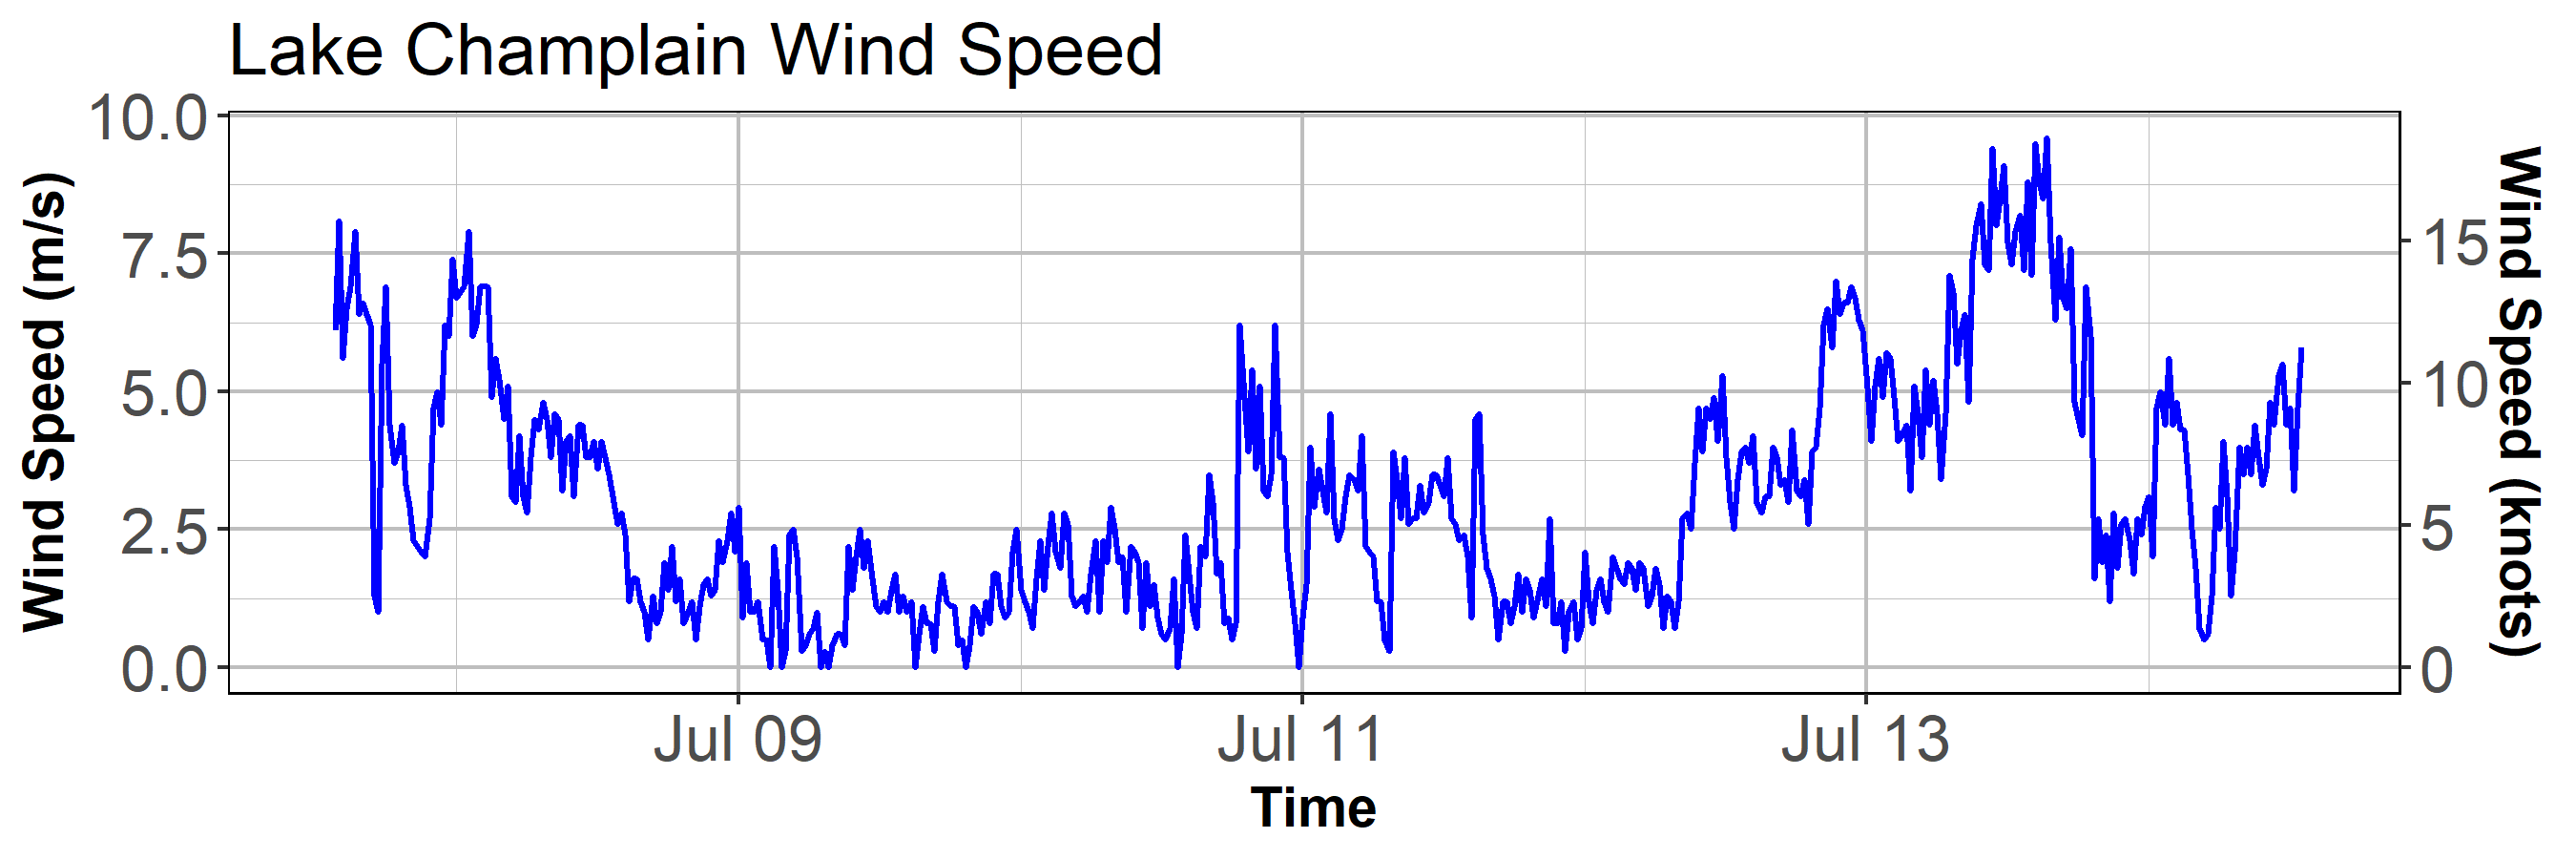 Lake Champlain Wind Speed
Wind Speed (m/s)
10.0
7.5
5.0
2.5
0.0
15
10
5
0
Wind Speed (knots)
Jul 09
Jul 11
Jul 13
Time